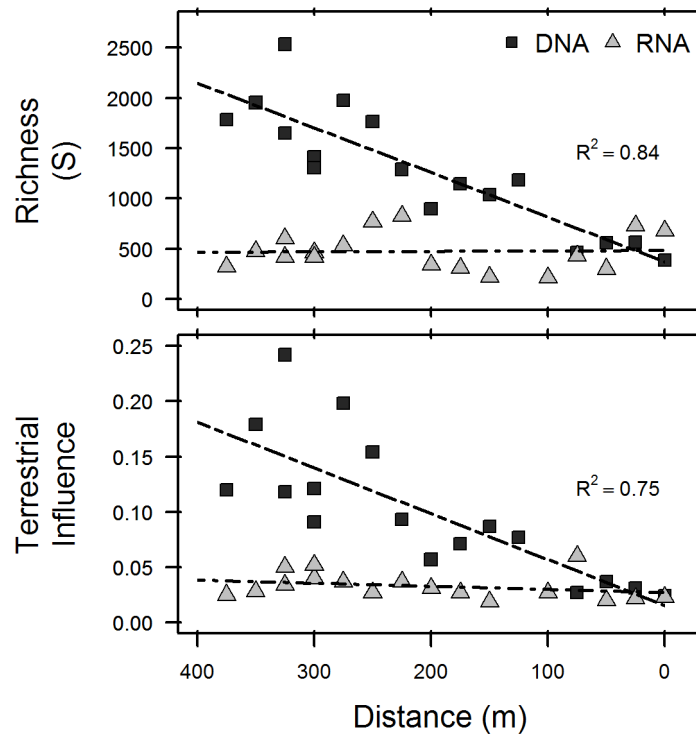 DNA RNA
2500
2000
1500
1000
500
0
Richness
(S)
R² = 0.84
0.25
0.20
0.15
0.10
0.05
0.00
Terrestrial
Influence
R² = 0.75
400 300 200 100 0
Distance (m)